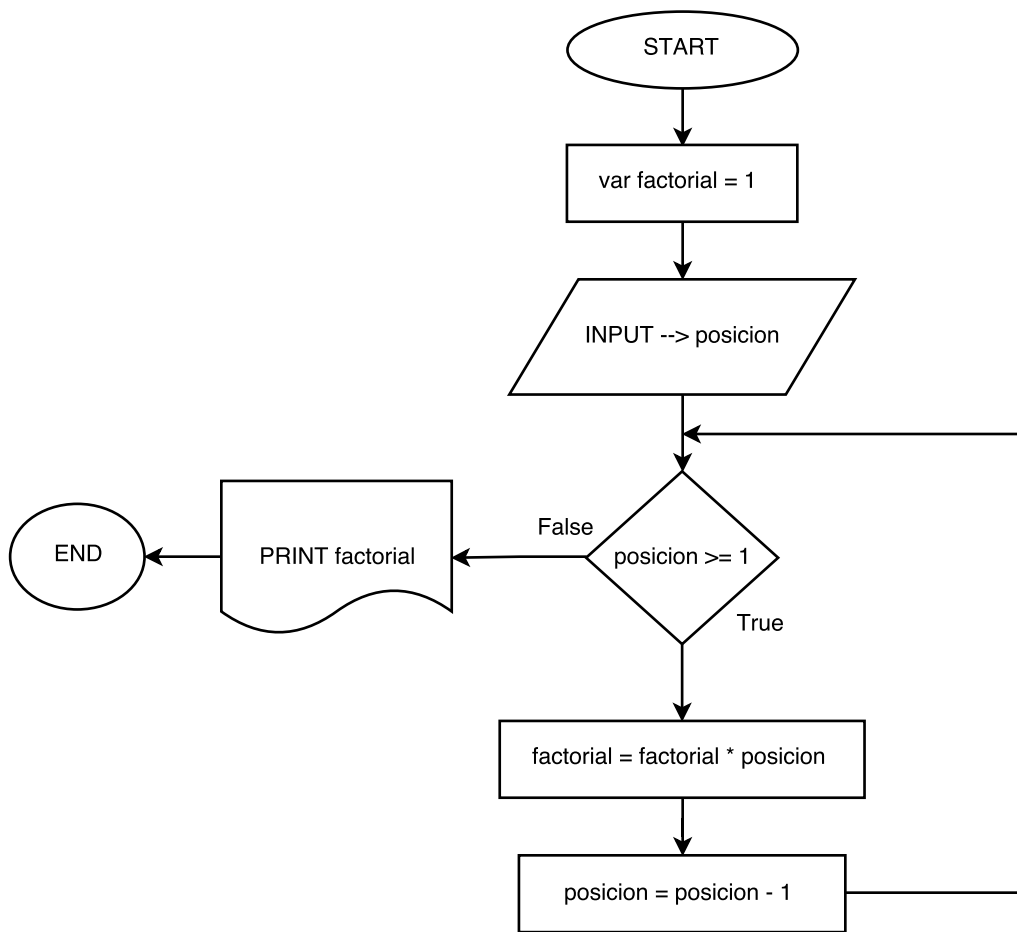 START
var factorial = 1
INPUT --> posicion
False
END
PRINT factorial
posicion >= 1
True
factorial = factorial * posicion
posicion = posicion - 1